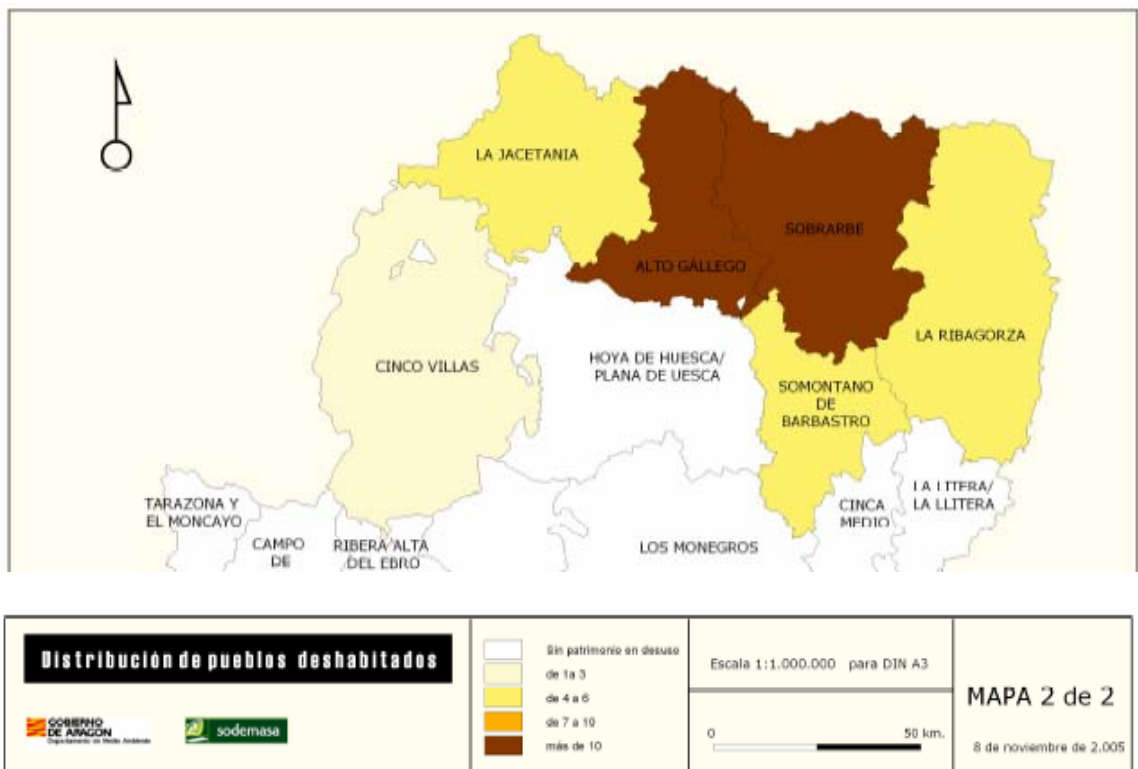 LA JACETANIA
SOBRARBE
ALTO GÁLLEGO
LA RIBAGORZA
CINCO VILLAS
HOYA DE HUESCA/
PLANA DE UESCA
SOMONTANO
DE
BARBASTRO
TARAZONA Y
EL MONCAYO
CAMPO
DE
RIBERA ALTA
DEL EBRO
LOS MONEGROS
CINCA
MEDIO
LA LITERA/
LA LLITERA
Distribución de pueblos deshabitados
GOBIERNO
DE ARAGON
Departamento de Medio Ambiente
sodemasa
Sin patrimonio en desuso
de 1a 3
de 4 a 6
de 7 a 10
más de 10
Escala 1:1.000.000 para DIN A3
0 50 km.
MAPA 2 de 2
8 de noviembre de 2.005